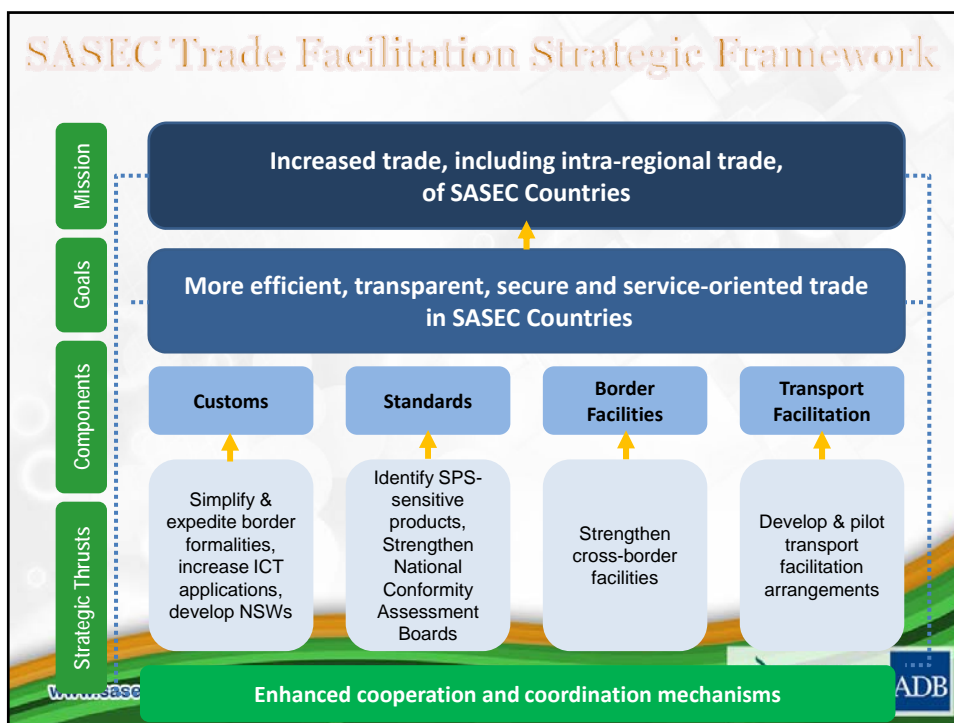 SASEC Trade Facilitation Strategic Framework
Mission
Increased trade, including intra-regional trade,
of SASEC Countries
Goals
More efficient, transparent, secure and service-oriented trade
in SASEC Countries
Components
Customs
Standards
Border
Facilities
Transport
Facilitation
Strategic Thrusts
Simplify &
expedite border
formalities,
increase ICT
applications,
develop NSWs
Identify SPS-
sensitive
products,
Strengthen
National
Conformity
Assessment
Boards
Strengthen
cross-border
facilities
Develop & pilot
transport
facilitation
arrangements
Enhanced cooperation and coordination mechanisms
ADB